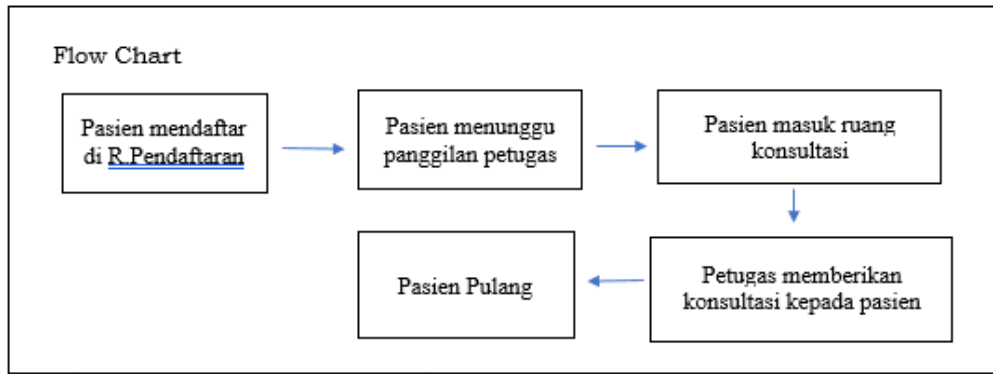 Flow Chart
Pasien mendaftar
di R.Pendaftaran
Pasien menunggu
panggilan petugas
Pasien masuk ruang
konsultasi
Petugas memberikan
konsultasi kepada pasien
Pasien Pulang